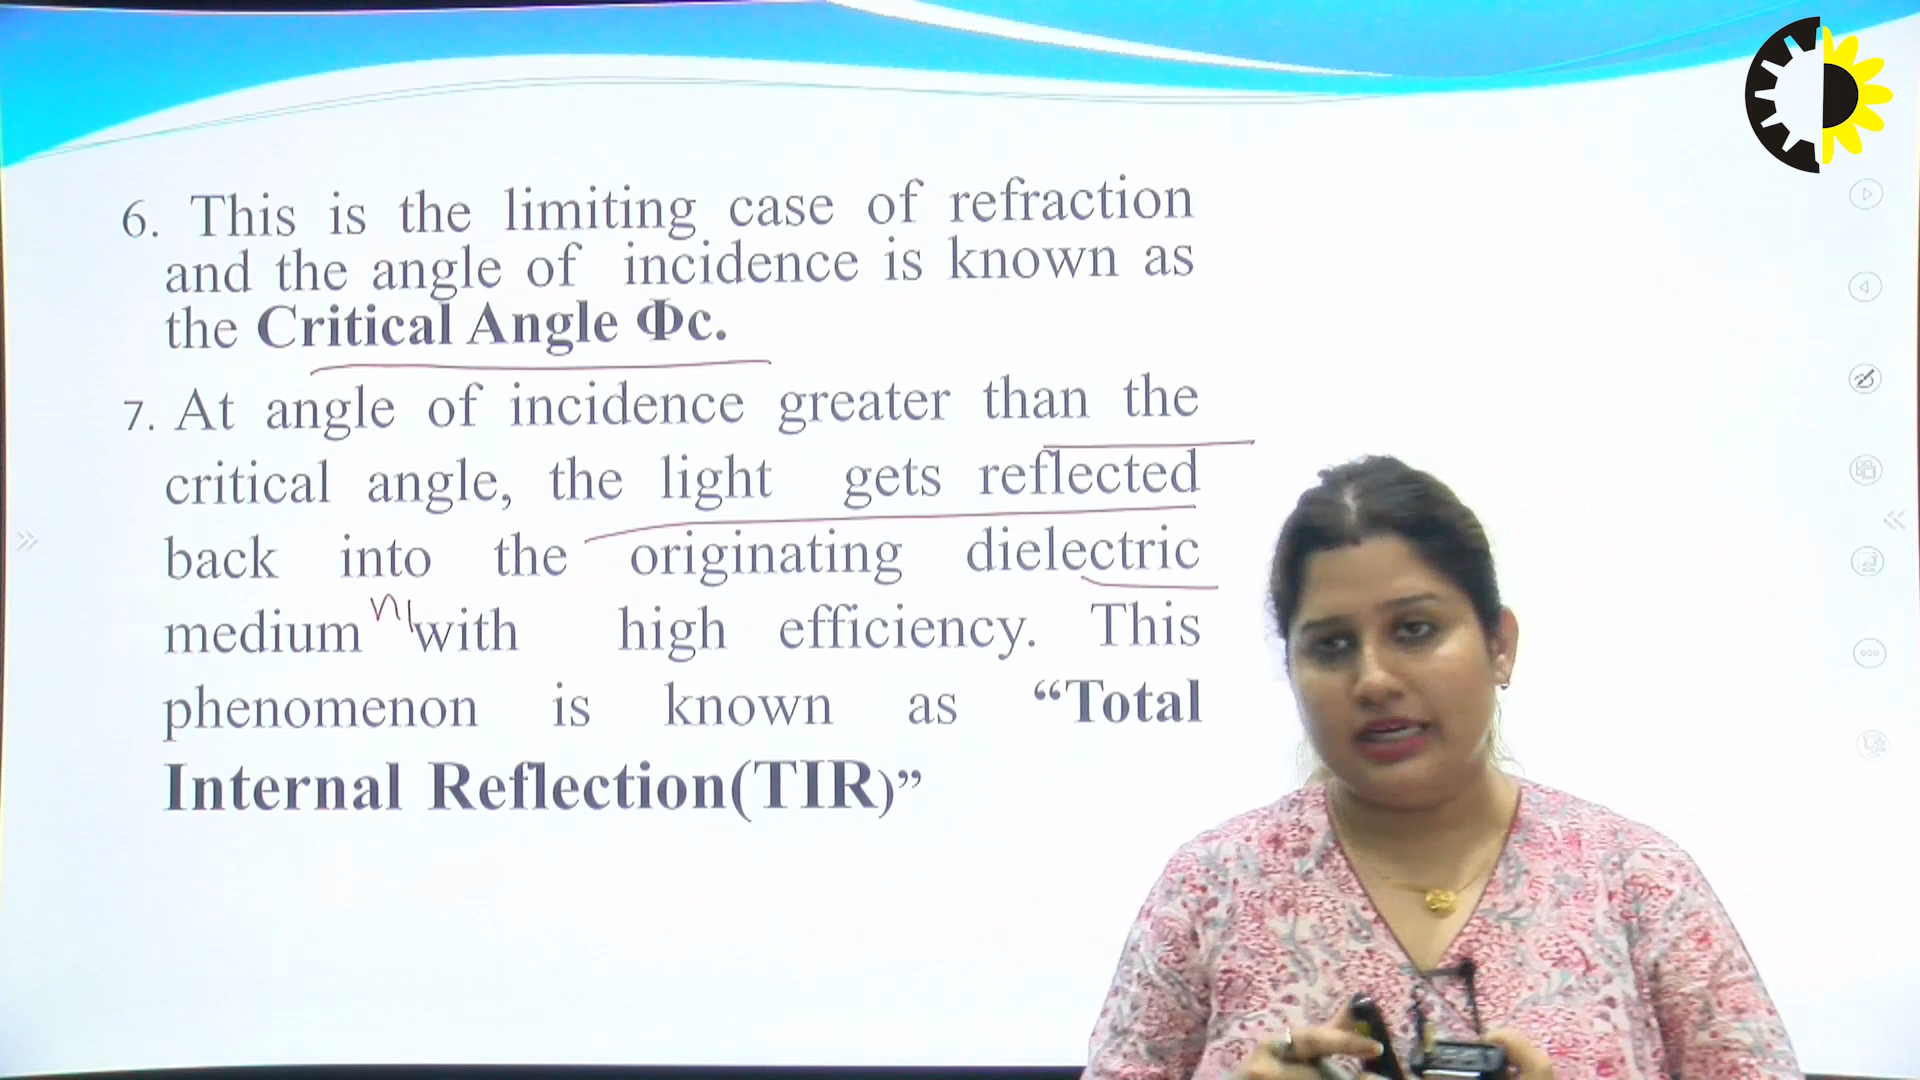 6. This is the limiting case of refraction
and the angle of incidence is known as
the Critical Angle Φc.
7. At angle of incidence greater than the
critical angle, the light gets reflected
back into the originating dielectric
medium n1 with high efficiency. This
phenomenon is known as “Total
Internal Reflection(TIR)”